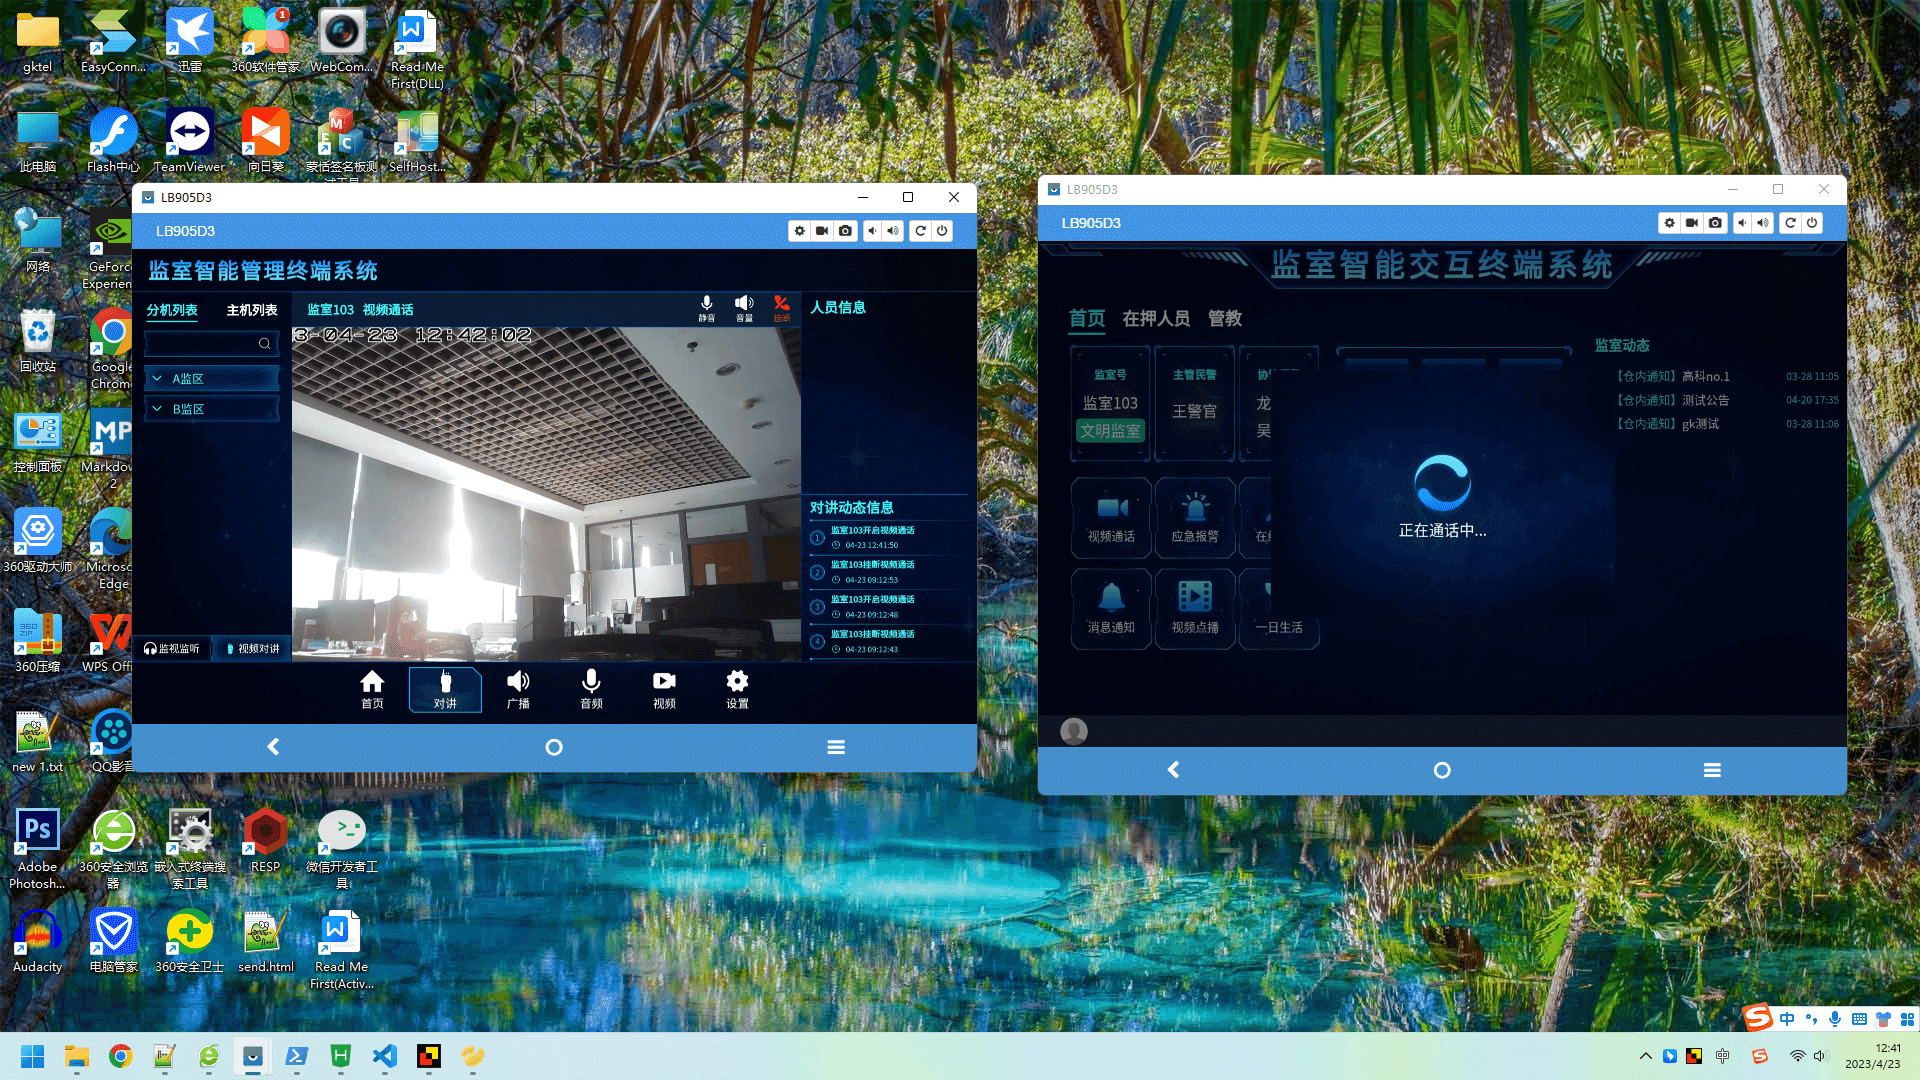 gktel
EasyConn...
迅雷
360软件管家
1
WebCom...
Read Me
First(DLL)
此电脑
Flash中心
TeamViewer
向日葵
蒙恬签名板测
SelfHost...
网络
GeForce
Experien
回收站
Google
Chrom
控制面板
Markdow
2
360驱动大师
Micros
Edge
360压缩
WPS Offi
new 1.txt
QQ影音
Adobe
Photosh...
360安全浏览
器
嵌入式终端搜
索工具
RESP
微信开发者工
具
Audacity
电脑管家
360安全卫士
send.html
Read Me
First(Activ...
LB905D3
LB905D3
监室智能管理终端系统
分机列表
主机列表
监室103 视频通话
静音
音量
挂断
人员信息
3-04-23 12:42:02
A监区
B监区
对讲动态信息
1
监室103开启视频通话
04-23 12:41:50
2
监室103挂断视频通话
04-23 09:12:53
3
监室103开启视频通话
04-23 09:12:48
4
监室103挂断视频通话
04-23 09:12:43
监视监听
视频对讲
首页
对讲
广播
音频
视频
设置
LB905D3
LB905D3
监室智能交互终端系统
首页 在押人员 管教
监室号
监室103
文明监室
主管民警
王警官
龙
吴
监室动态
【仓内通知】高科no.1 03-28 11:05
【仓内通知】测试公告 04-20 17:35
【仓内通知】gk测试 03-28 11:06
正在通话中...
视频通话
应急报警
消息通知
视频点播
一日生活
中
中
12:41
2023/4/23